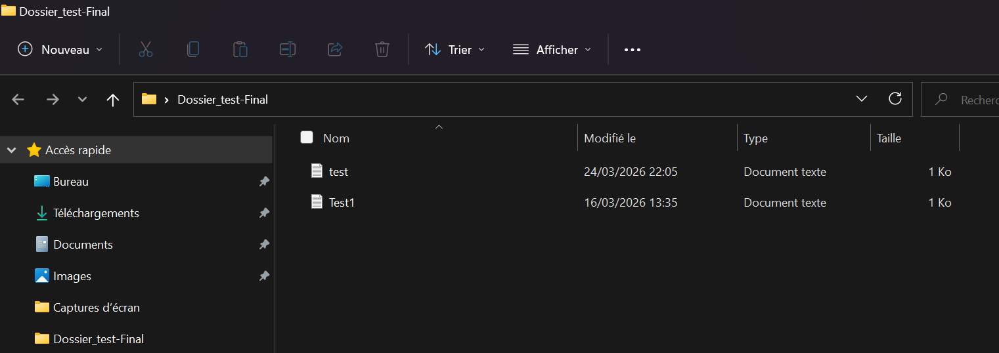 Dossier_test-Final
Nouveau Trier Afficher
Dossier_test-Final
Nom Modifié le Type Taille
Accès rapide
test 24/03/2026 22:05 Document texte 1 Ko
Bureau
Test1 16/03/2026 13:35 Document texte 1 Ko
Téléchargements
Documents
Images
Captures d'écran
Dossier_test-Final